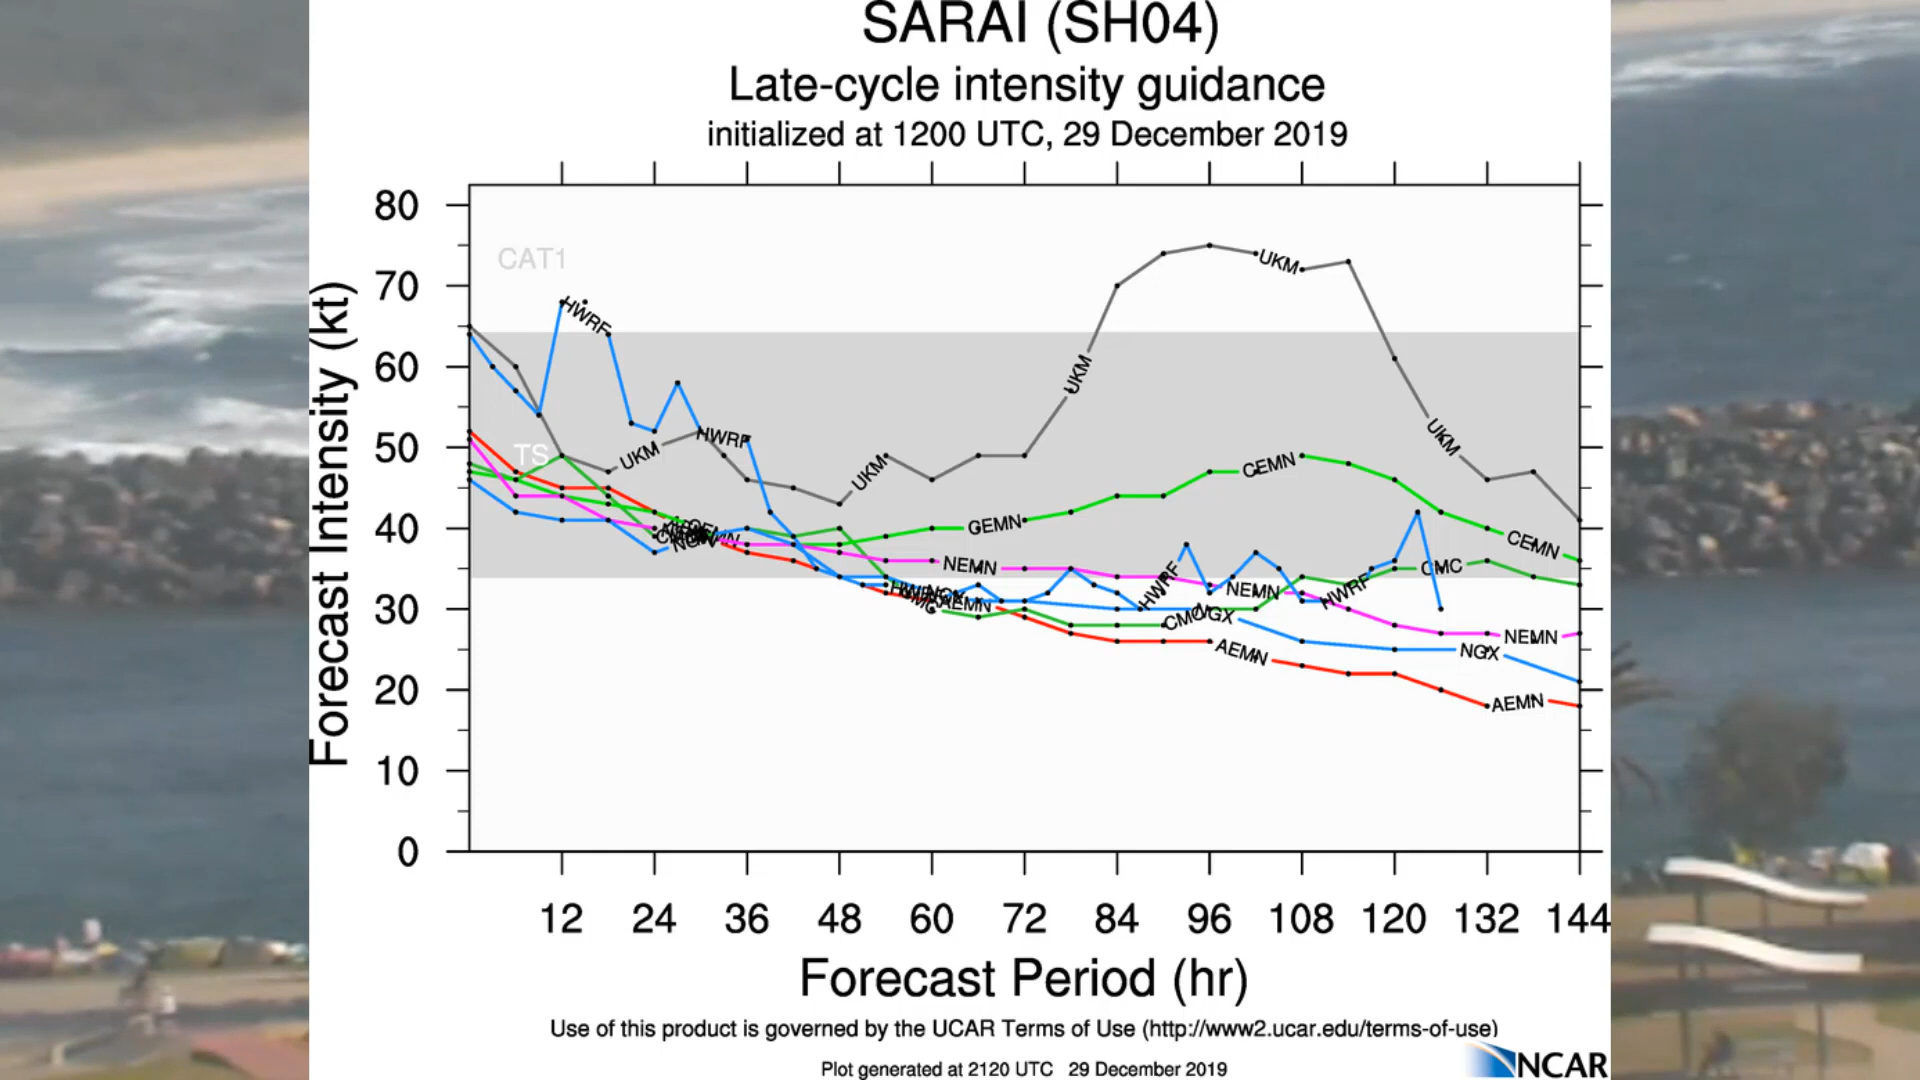 SARAI (SH04)
Late-cycle intensity guidance
initialized at 1200 UTC, 29 December 2019
Forecast Intensity (kt)
80
70
60
50
40
30
20
10
0
CAT1
TS
HWRF
UKM
HWRF
UKM
UKM
UKM
UKM
CEMN
CEMN
NEMN
HWRF
NEMN
HWRF
CMC
CEMN
AEMN
CMC
NGX
AEMN
NGX
NEMN
AEMN
12 24 36 48 60 72 84 96 108 120 132 144
Forecast Period (hr)
Use of this product is governed by the UCAR Terms of Use (http://www2.ucar.edu/terms-of-use)
Plot generated at 2120 UTC 29 December 2019
NCAR